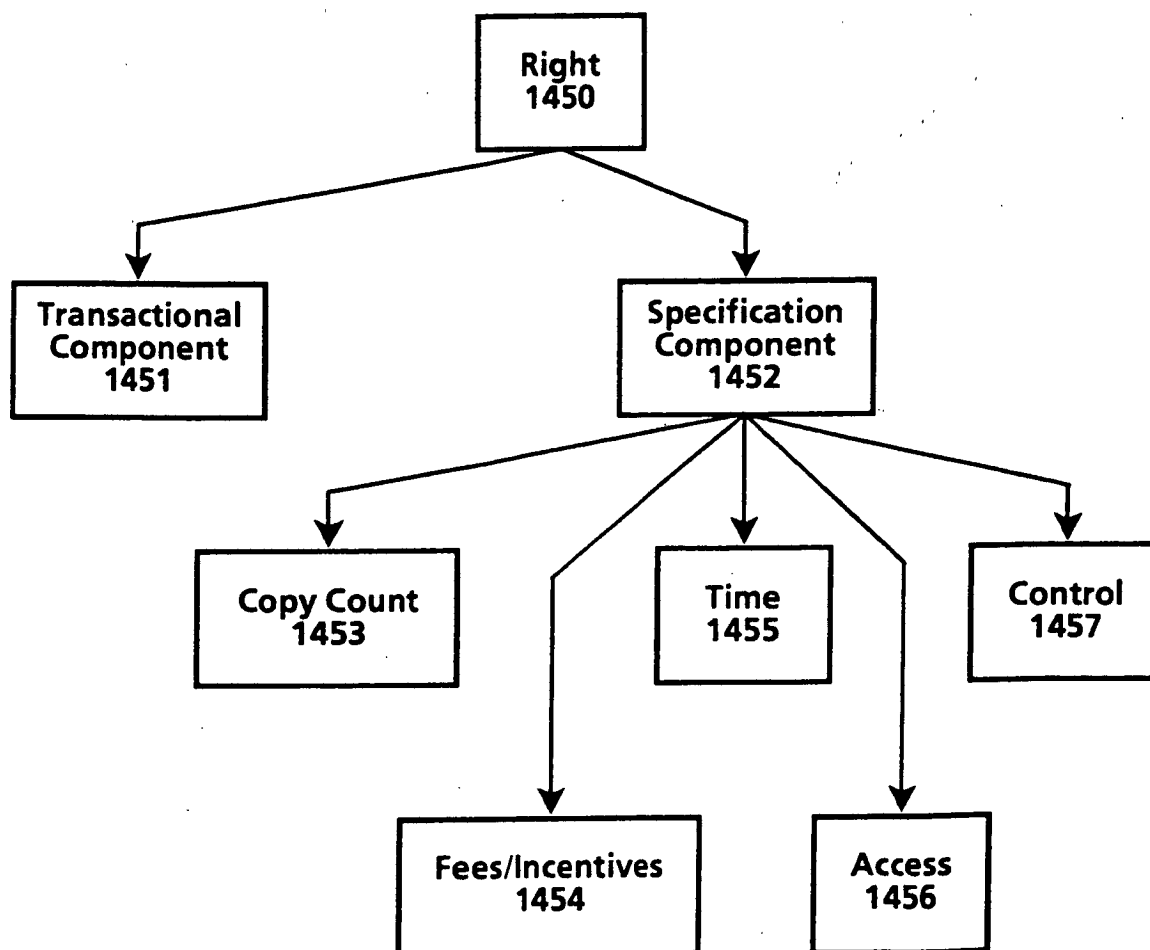 Right
1450
Transactional
Component
1451
Specification
Component
1452
Copy Count
1453
Time
1455
Control
1457
Fees/Incentives
1454
Access
1456